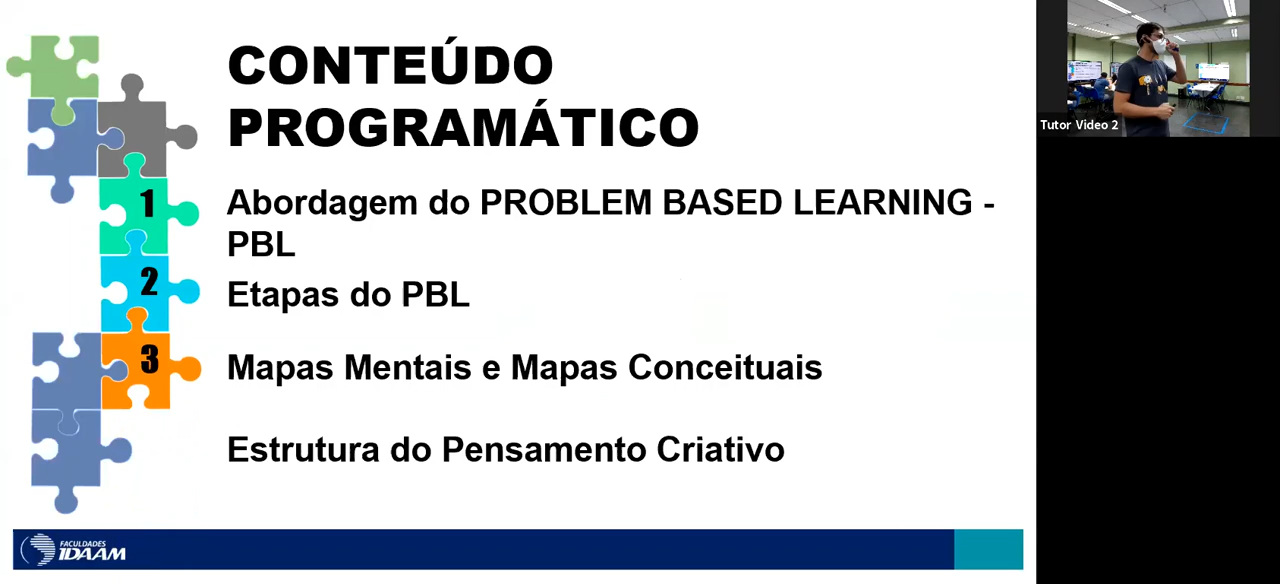 CONTEÚDO
PROGRAMÁTICO
1
Abordagem do PROBLEM BASED LEARNING -
PBL
2
Etapas do PBL
3
Mapas Mentais e Mapas Conceituais
Estrutura do Pensamento Criativo
FACULDADES
IDAAM
Tutor Video 2